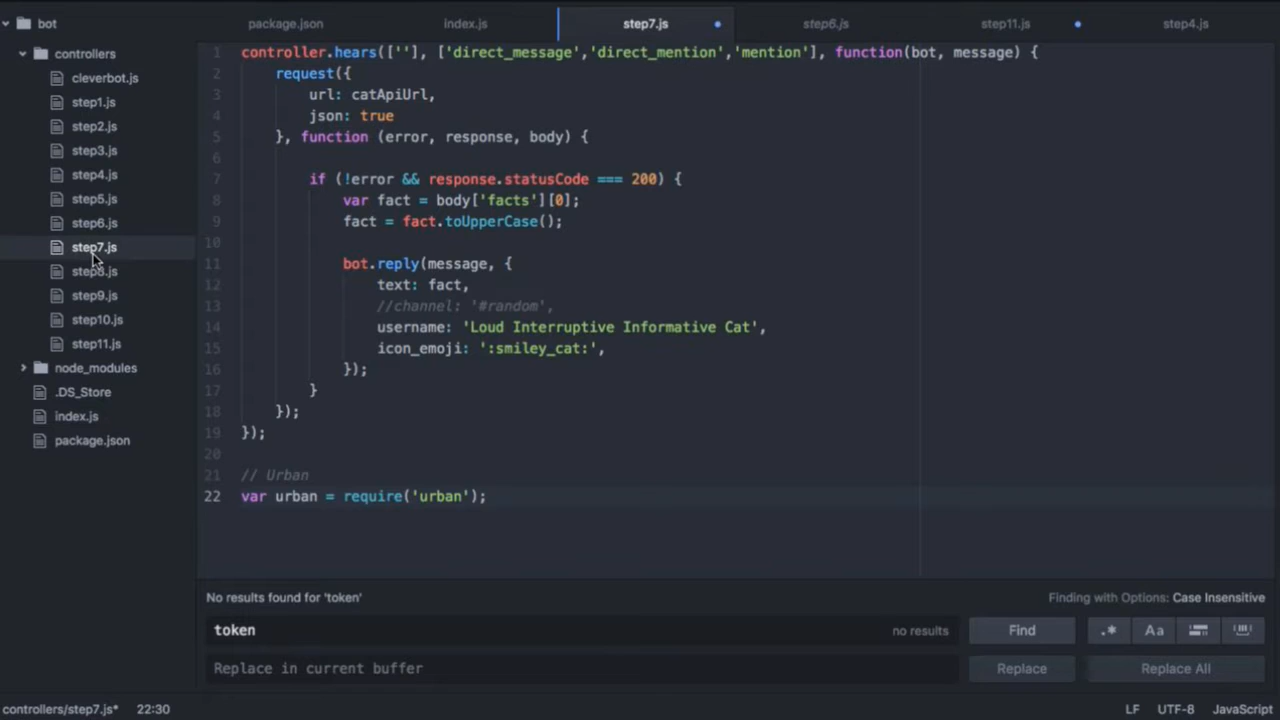 bot
controllers
cleverbot.js
step1.js
step2.js
step3.js
step4.js
step5.js
step6.js
step7.js
step8.js
step9.js
step10.js
step11.js
node_modules
.DS_Store
index.js
package.json
package.json index.js step7.js step6.js step11.js step4.js
1 controller.hears([''], ['direct_message','direct_mention','mention'], function(bot, message) {
2 request({
3 url: catApiUrl,
4 json: true
5 }, function (error, response, body) {
6
7 if (!error && response.statusCode === 200) {
8 var fact = body['facts'][0];
9 fact = fact.toUpperCase();
10
11 bot.reply(message, {
12 text: fact,
13 //channel: '#random',
14 username: 'Loud Interruptive Informative Cat',
15 icon_emoji: ':smiley_cat:',
16 });
17 }
18 });
19 });
20
21 // Urban
22 var urban = require('urban');
No results found for 'token' Finding with Options: Case Insensitive
token no results Find .* Aa
Replace in current buffer Replace Replace All
controllers/step7.js* 22:30 LF UTF-8 JavaScript